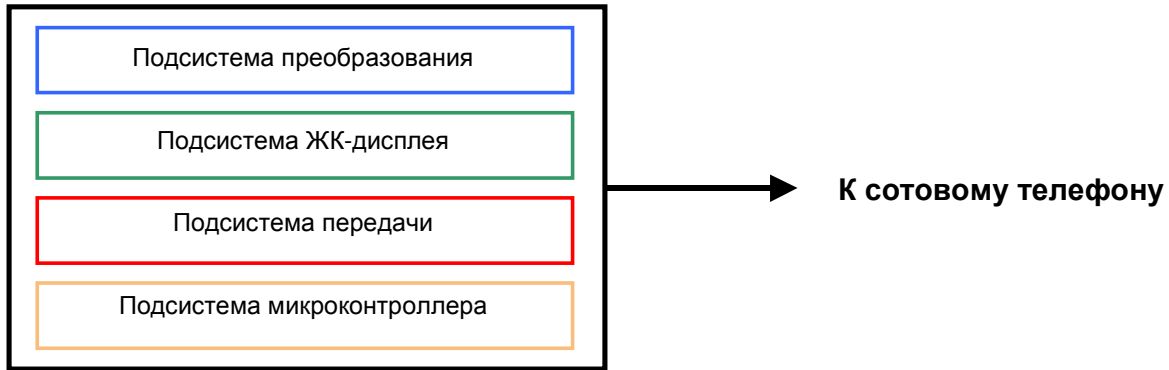 Подсистема преобразования
Подсистема ЖК-дисплея
Подсистема передачи
Подсистема микроконтроллера
К сотовому телефону